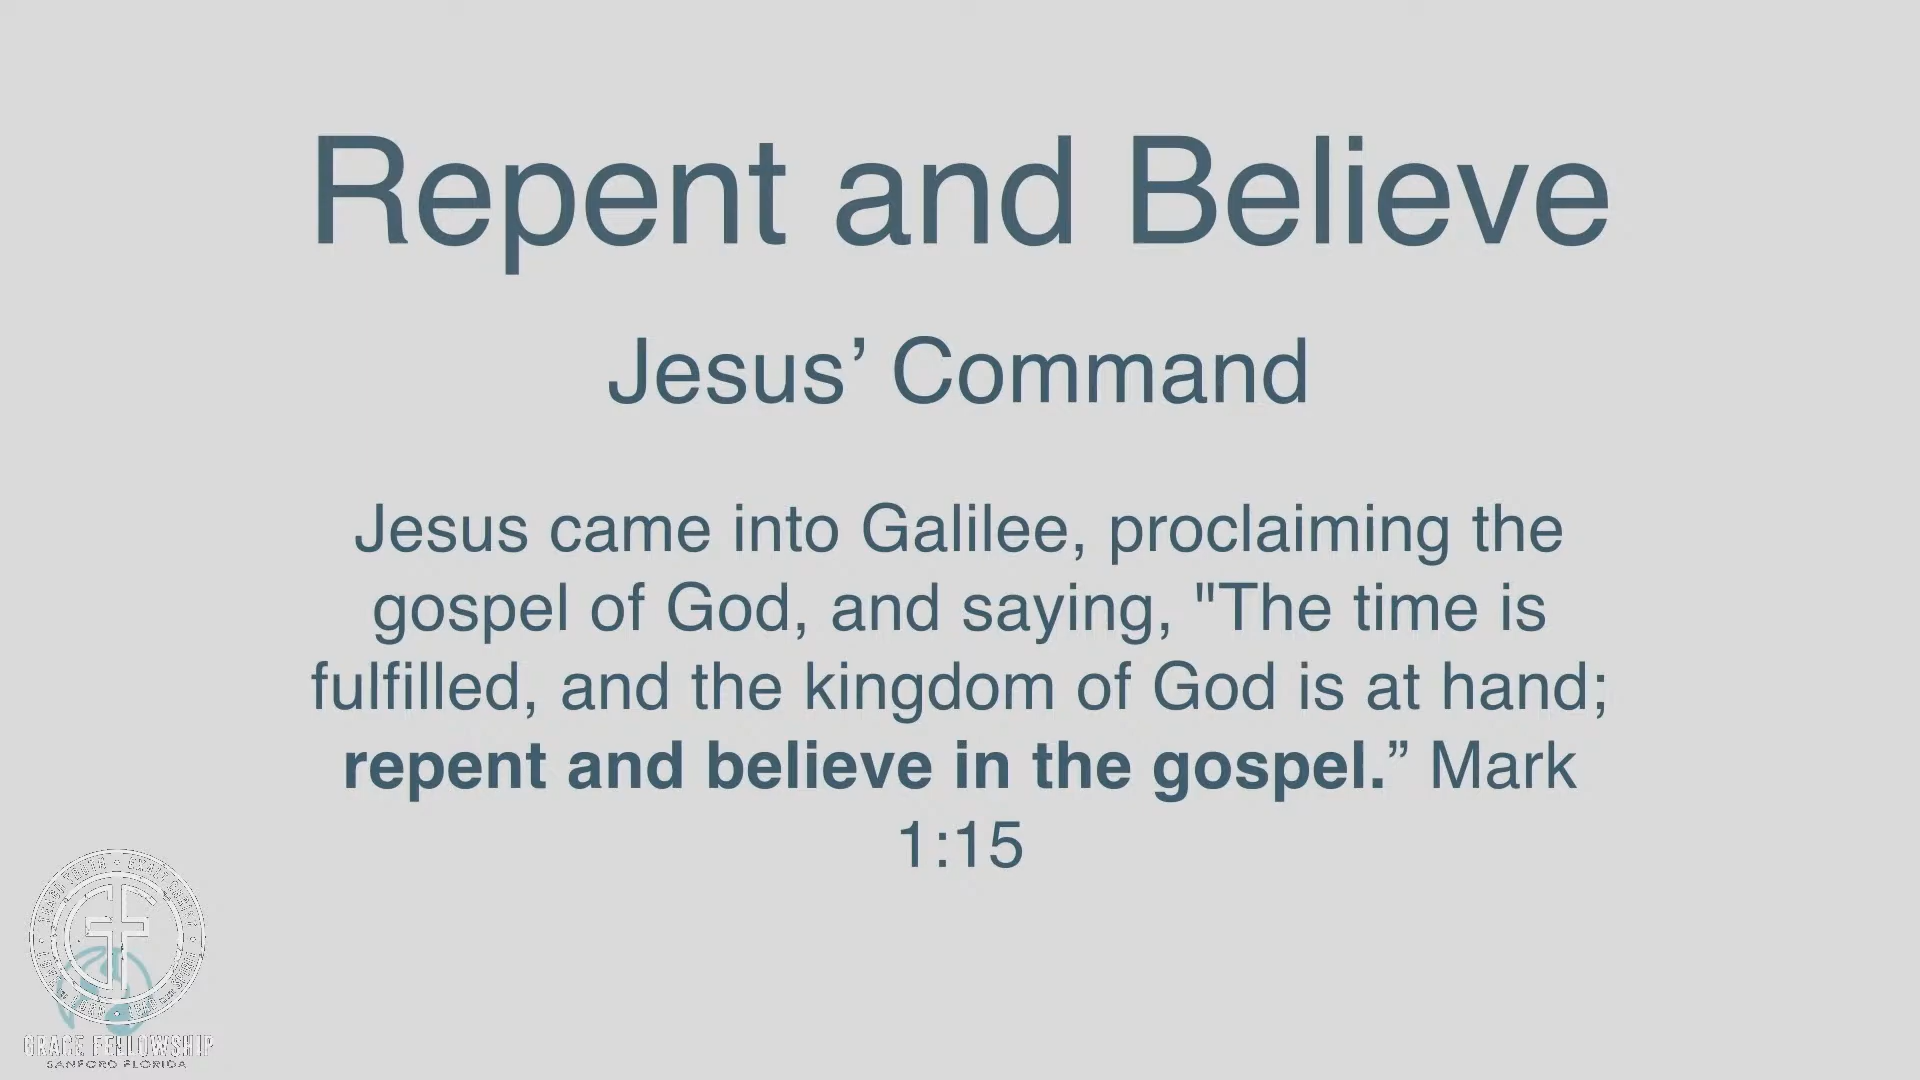 Repent and Believe
Jesus’ Command
Jesus came into Galilee, proclaiming the
gospel of God, and saying, "The time is
fulfilled, and the kingdom of God is at hand;
repent and believe in the gospel.” Mark
1:15
GRACE FELLOWSHIP
SANFORD FLORIDA